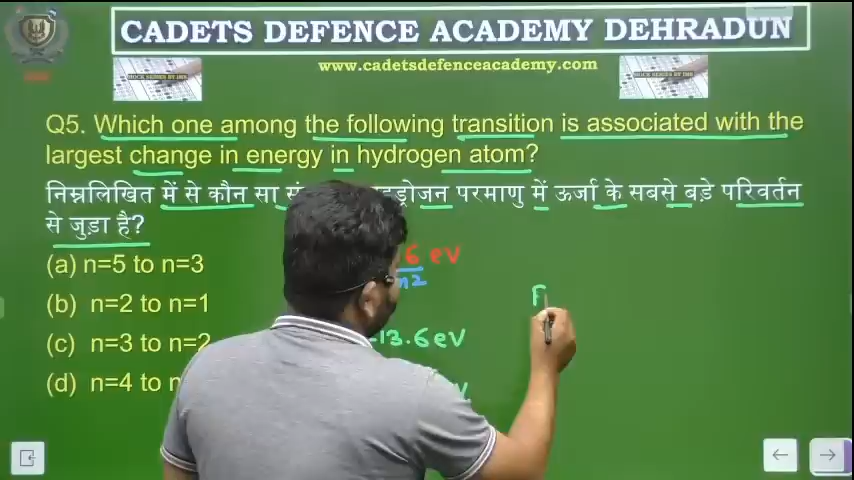 CADETS DEFENCE ACADEMY DEHRADUN
www.cadetsdefenceacademy.com
Q5. Which one among the following transition is associated with the
largest change in energy in hydrogen atom?
निम्नलिखित में से कौन सा परमाणु में ऊर्जा के सबसे बड़े परिवर्तन
से जुड़ा है?
(a) n=5 to n=3
6 eV
n2
(b) n=2 to n=1
(c) n=3 to n=2
-13.6eV
(d) n=4 to